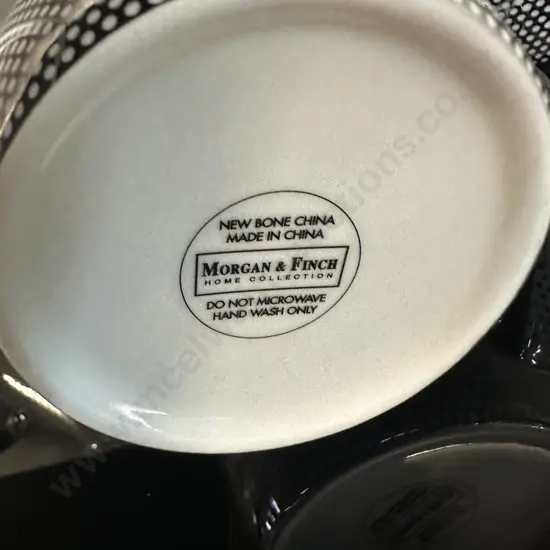 NEW BONE CHINA
MADE IN CHINA
MORGAN & FINCH
HOME COLLECTION
DO NOT MICROWAVE
HAND WASH ONLY